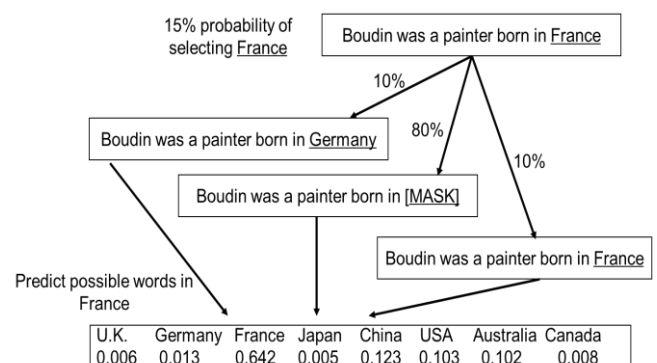 15% probability of
selecting France
Boudin was a painter born in France
10%
Boudin was a painter born in Germany
80%
10%
Boudin was a painter born in [MASK]
Boudin was a painter born in France
Predict possible words in
France
U.K. Germany France Japan China USA Australia Canada
0.006 0.013 0.642 0.005 0.123 0.103 0.102 0.008